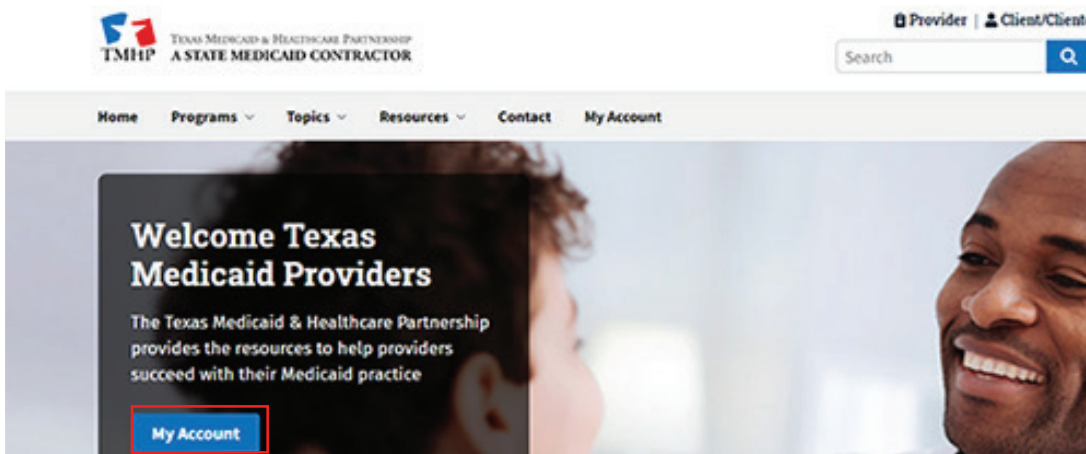 Provider | Client/Cliente
TMHP
TEXAS MEDICAID & HEALTHCARE PARTNERSHIP
A STATE MEDICAID CONTRACTOR
Search
Home Programs Topics Resources Contact My Account
Welcome Texas
Medicaid Providers
The Texas Medicaid & Healthcare Partnership
provides the resources to help providers
succeed with their Medicaid practice
My Account